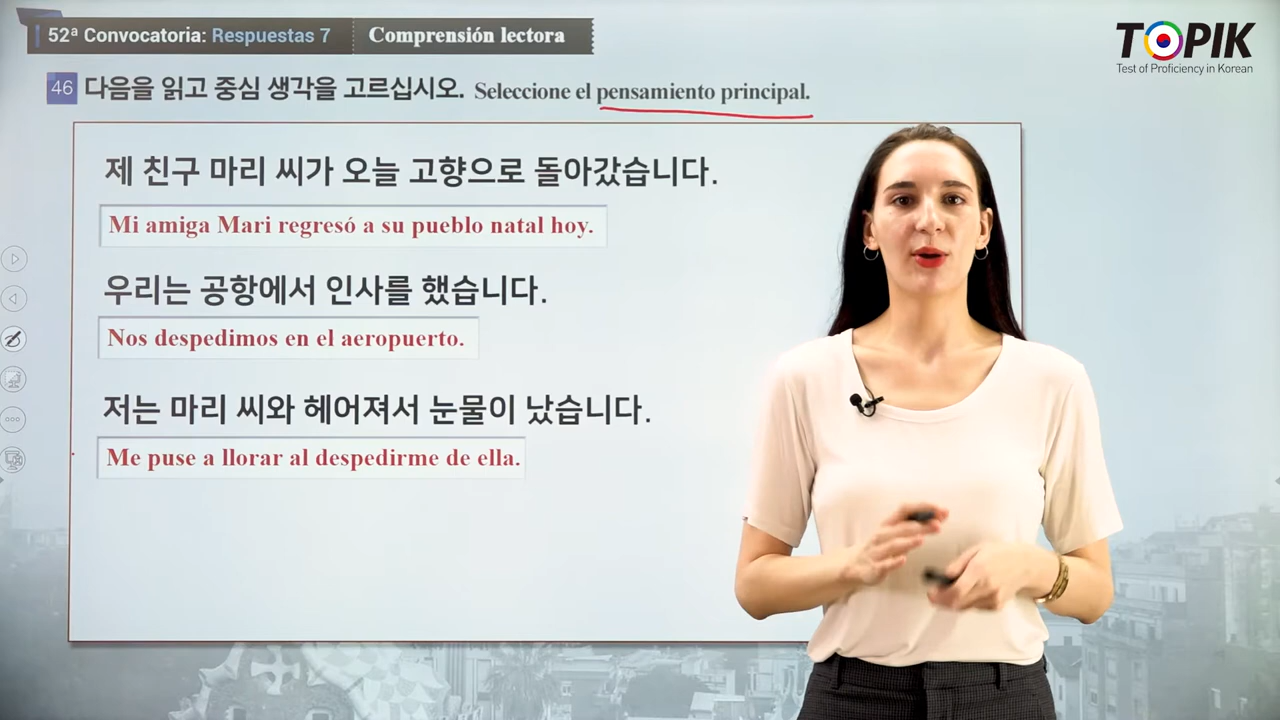 52ª Convocatoria: Respuestas 7 Comprensión lectora
TOPIK
Test of Proficiency in Korean
46 다음을 읽고 중심 생각을 고르십시오. Seleccione el pensamiento principal.
제 친구 마리 씨가 오늘 고향으로 돌아갔습니다.
Mi amiga Mari regresó a su pueblo natal hoy.
우리는 공항에서 인사를 했습니다.
Nos despedimos en el aeropuerto.
저는 마리 씨와 헤어져서 눈물이 났습니다.
Me puse a llorar al despedirme de ella.